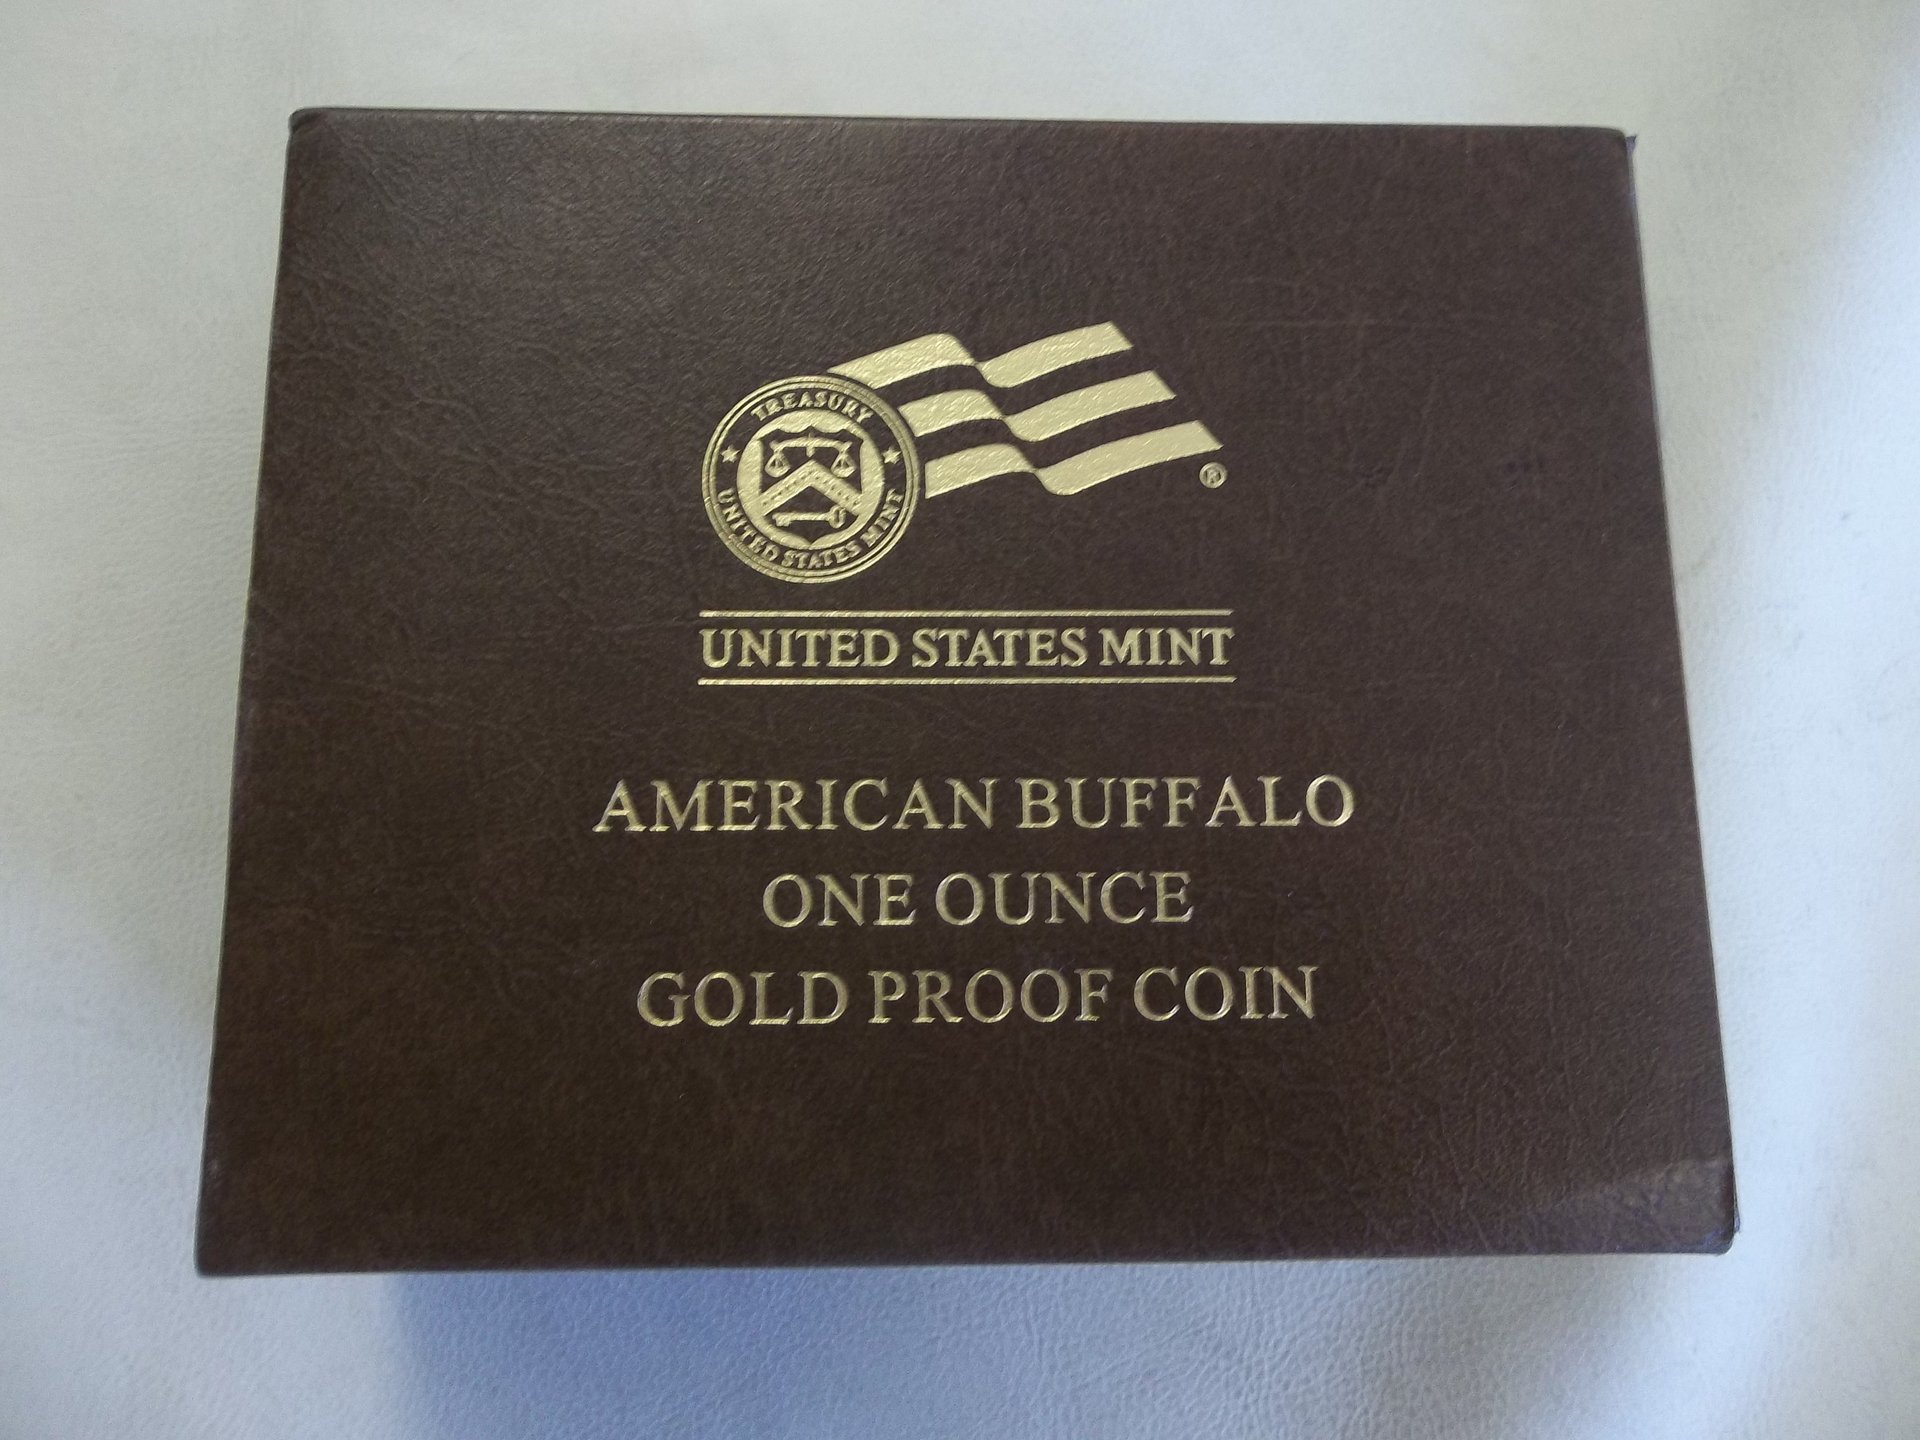 TREASURY
UNITED STATES MINT
®
UNITED STATES MINT
AMERICAN BUFFALO
ONE OUNCE
GOLD PROOF COIN